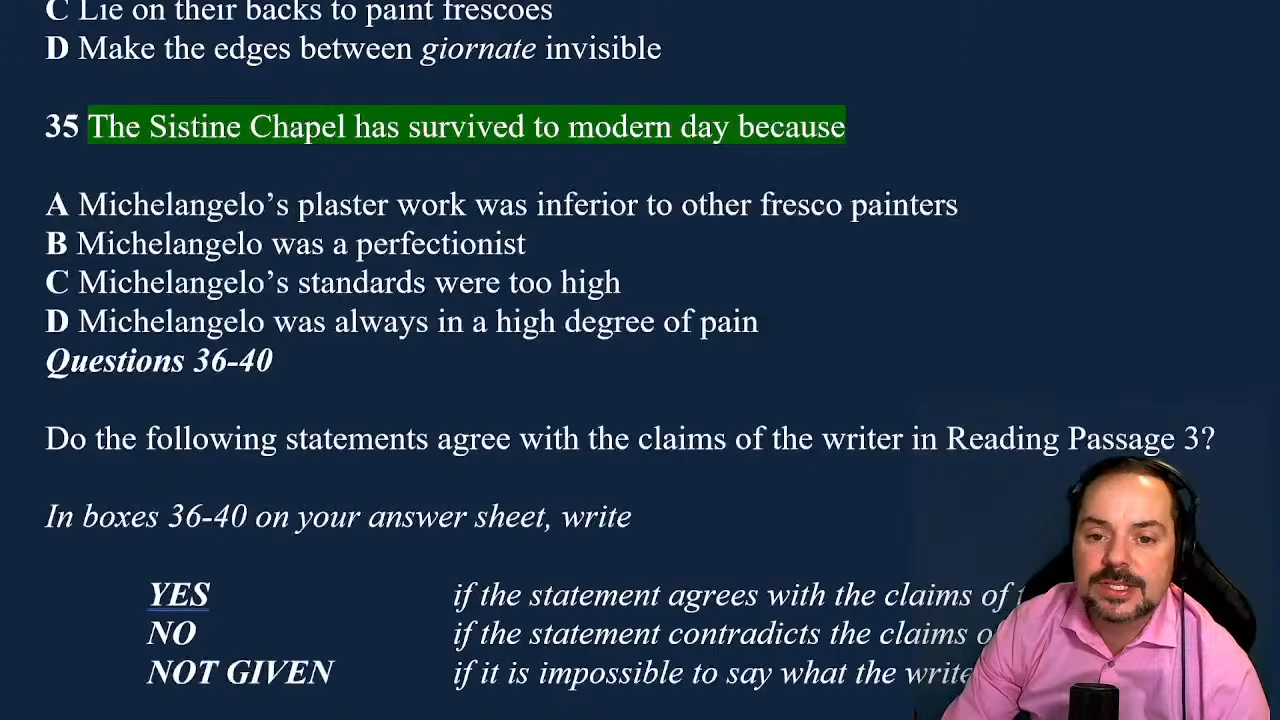 C Lie on their backs to paint frescoes
D Make the edges between giornate invisible
35 The Sistine Chapel has survived to modern day because
A Michelangelo’s plaster work was inferior to other fresco painters
B Michelangelo was a perfectionist
C Michelangelo’s standards were too high
D Michelangelo was always in a high degree of pain
Questions 36-40
Do the following statements agree with the claims of the writer in Reading Passage 3?
In boxes 36-40 on your answer sheet, write
YES if the statement agrees with the claims of
NO if the statement contradicts the claims
NOT GIVEN if it is impossible to say what the